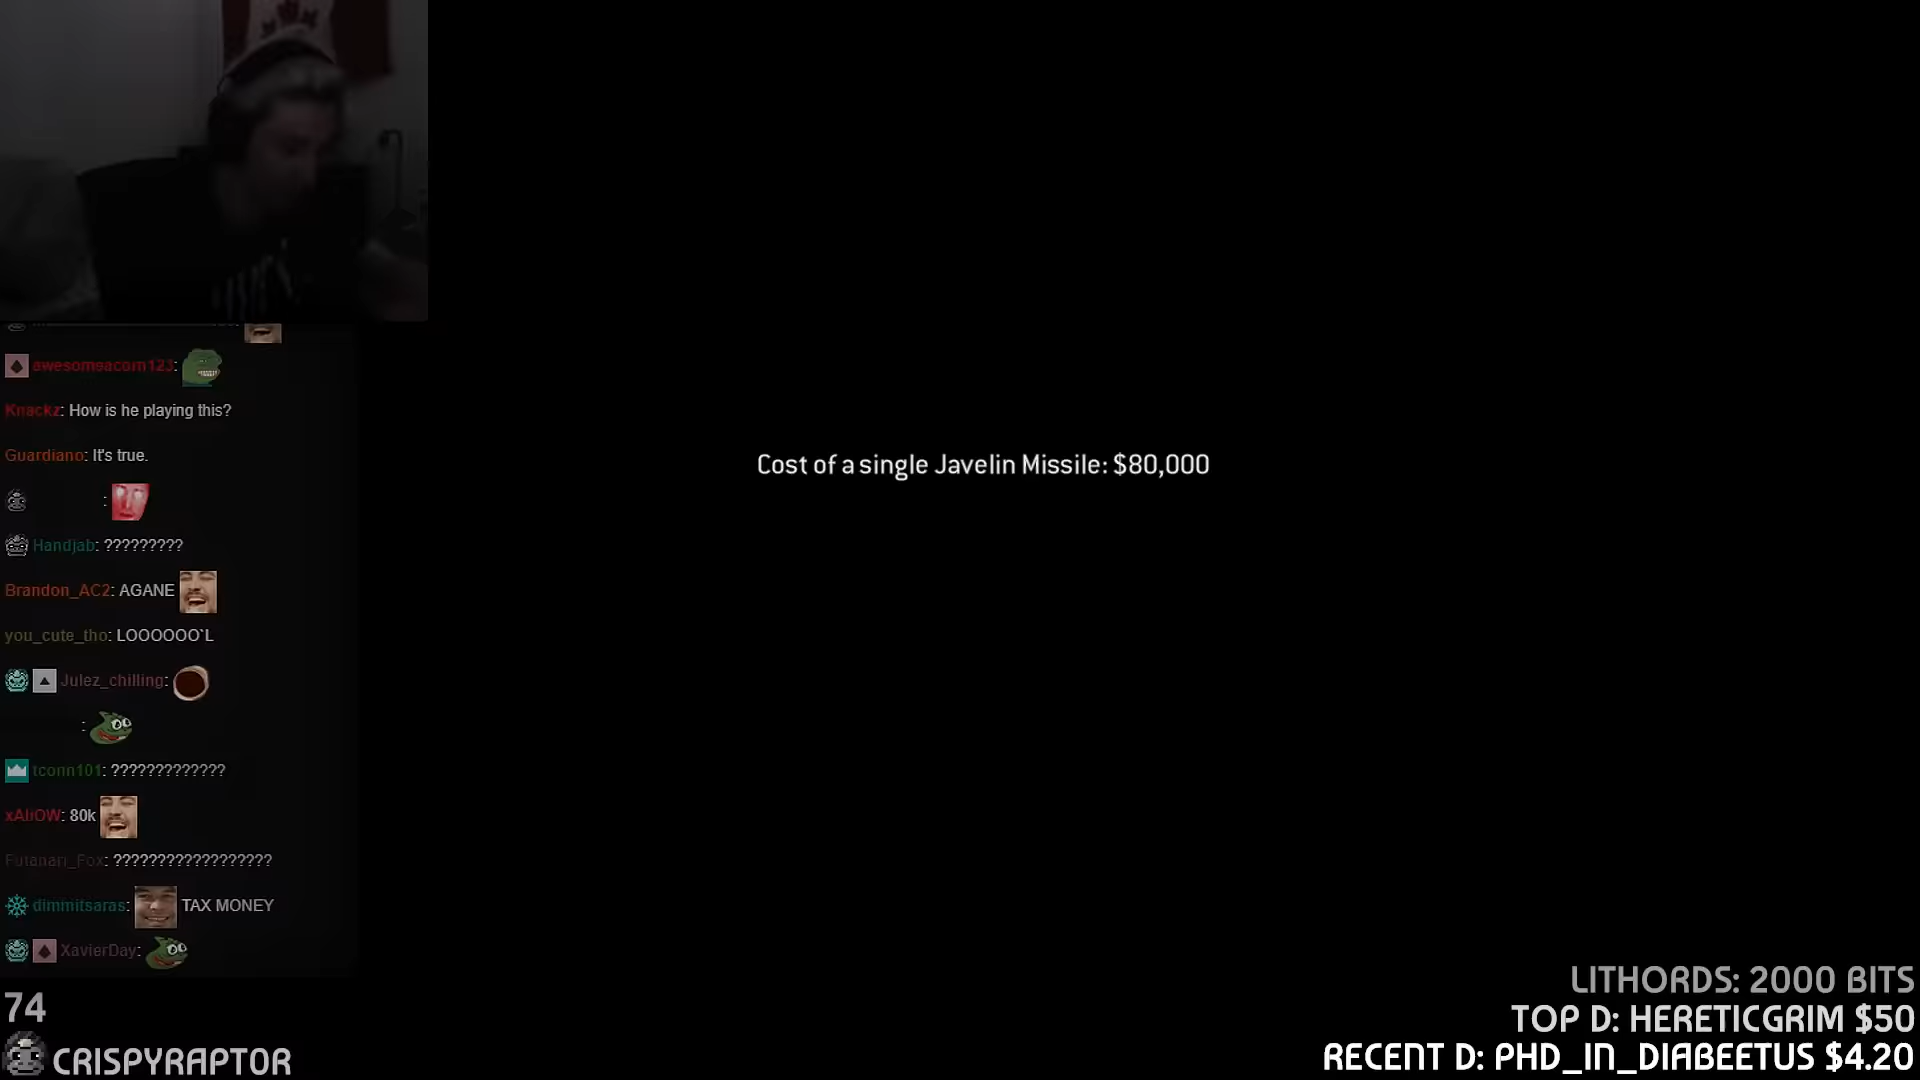 awesomeacorn123:
Knackz: How is he playing this?
Guardiano: It's true.
:
Handjab: ?????????
Brandon_AC2: AGANE
you_cute_tho: LOOOOOO`L
Julez_chilling:
:
tconn101: ?????????????
xAliOW: 80k
Futanari_Fox: ??????????????????
dimmitsaras: TAX MONEY
XavierDay:
74
CRISPYRAPTOR
Cost of a single Javelin Missile: $80,000
LITHORDS: 2000 BITS
TOP D: HERETICGRIM $50
RECENT D: PHD_IN_DIABEETUS $4.20